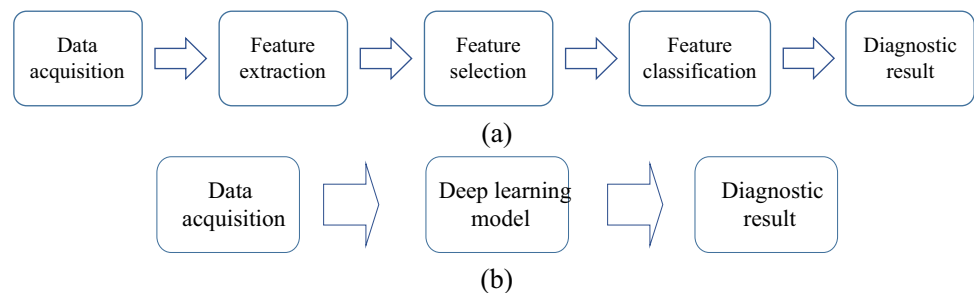 Data
acquisition
Feature
extraction
Feature
selection
Feature
classification
Diagnostic
result
(a)
Data
acquisition
Deep learning
model
Diagnostic
result
(b)